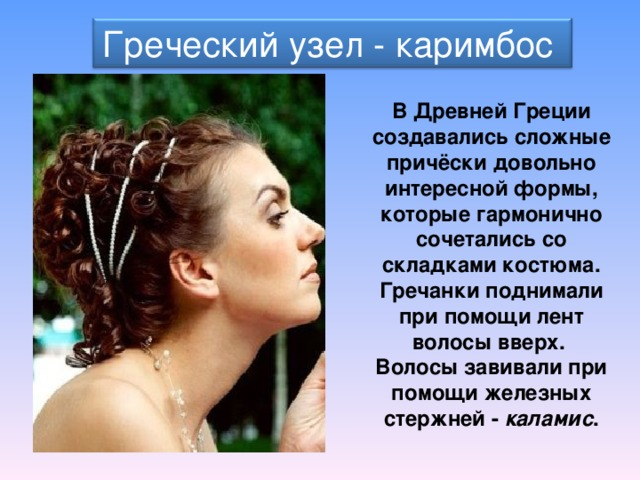 Греческий узел - каримбос
В Древней Греции
создавались сложные
причёски довольно
интересной формы,
которые гармонично
сочетались со
складками костюма.
Гречанки поднимали
при помощи лент
волосы вверх.
Волосы завивали при
помощи железных
стержней - каламис.